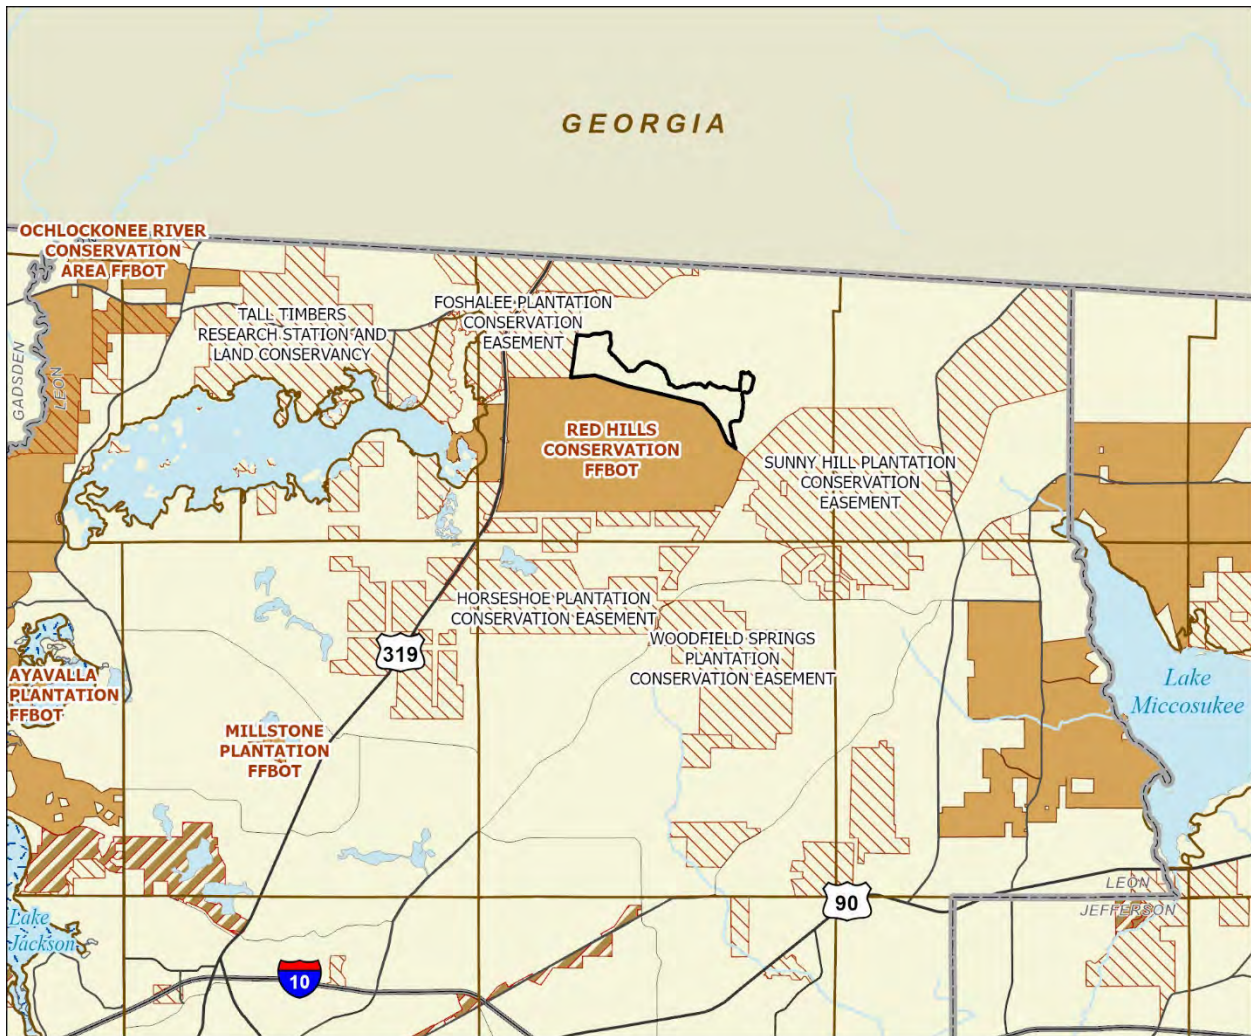 GEORGIA
OCHLOCKONEE RIVER
CONSERVATION
AREA FFBOT
TALL TIMBERS
RESEARCH STATION AND
LAND CONSERVANCY
FOSHALEE PLANTATION
CONSERVATION
EASEMENT
GADSDEN
LEON
RED HILLS
CONSERVATION
FFBOT
SUNNY HILL PLANTATION
CONSERVATION
EASEMENT
HORSESHOE PLANTATION
CONSERVATION EASEMENT
WOODFIELD SPRINGS
PLANTATION
CONSERVATION EASEMENT
319
AYAVALLA
PLANTATION
FFBOT
Lake
Miccosukee
MILLSTONE
PLANTATION
FFBOT
LEON
JEFFERSON
90
Lake
Jackson
10